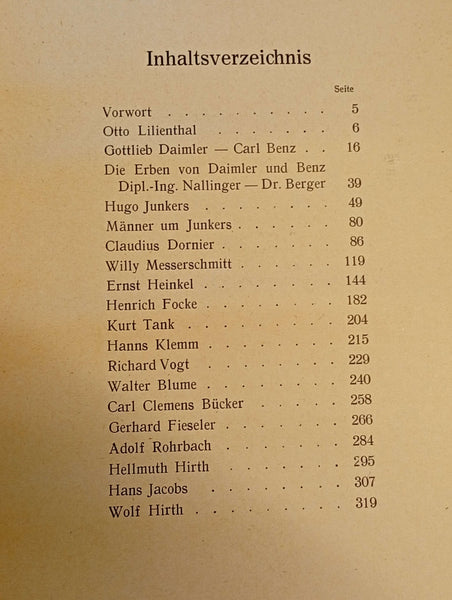 Inhaltsverzeichnis
Seite
Vorwort . . . . . . . . . . 5
Otto Lilienthal . . . . . . . 6
Gottlieb Daimler — Carl Benz . . 16
Die Erben von Daimler und Benz
Dipl.-Ing. Nallinger — Dr. Berger 39
Hugo Junkers . . . . . . . 49
Männer um Junkers . . . . . . 80
Claudius Dornier . . . . . . . 86
Willy Messerschmitt . . . . . . 119
Ernst Heinkel . . . . . . . . 144
Henrich Focke . . . . . . . . 182
Kurt Tank . . . . . . . . 204
Hanns Klemm . . . . . . . . 215
Richard Vogt . . . . . . . 229
Walter Blume . . . . . . . . 240
Carl Clemens Bücker . . . . . 258
Gerhard Fieseler . . . . . . . 266
Adolf Rohrbach . . . . . . . 284
Hellmuth Hirth . . . . . . . 295
Hans Jacobs . . . . . . . 307
Wolf Hirth . . . . . . . . . 319